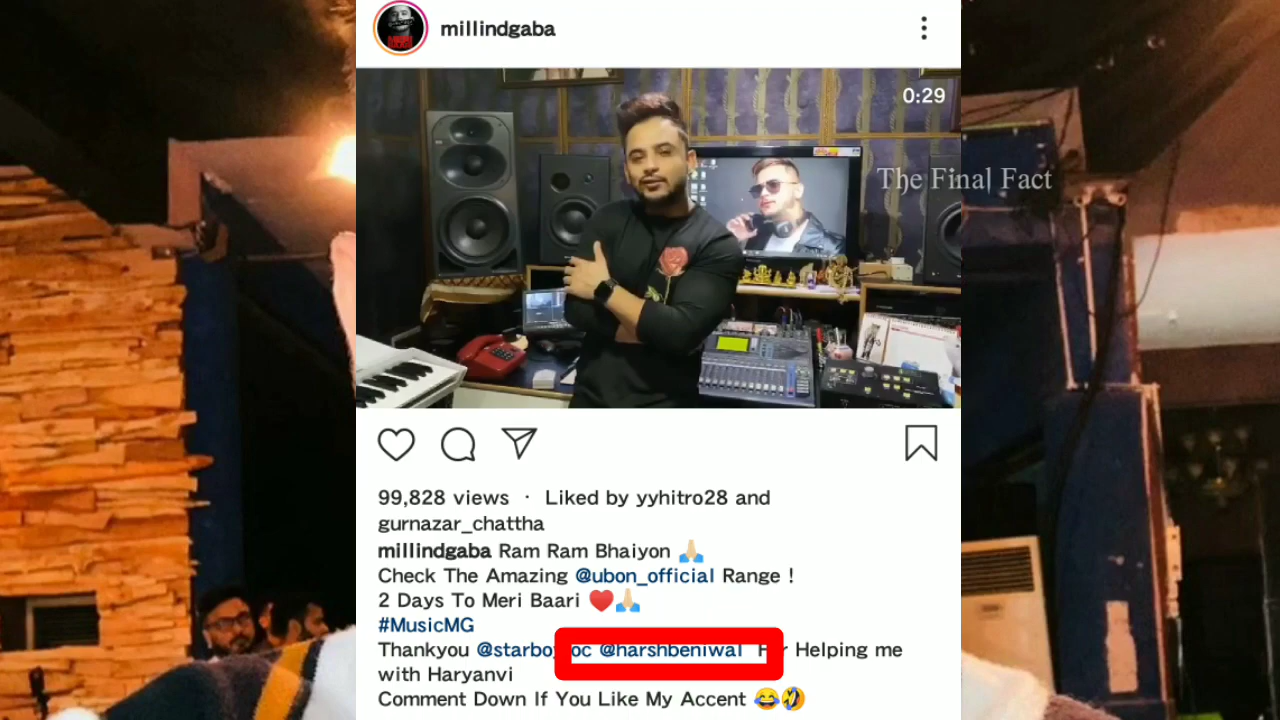 millindgaba
0:29
The Final Fact
99,828 views · Liked by yyhitro28 and
gurnazar_chattha
millindgaba Ram Ram Bhaiyon 🙏🏼
Check The Amazing @ubon_official Range !
2 Days To Meri Baari ♥️🙏🏼
#MusicMG
Thankyou @harshbeniwal Helping me
with Haryanvi
Comment Down If You Like My Accent 😂🤣